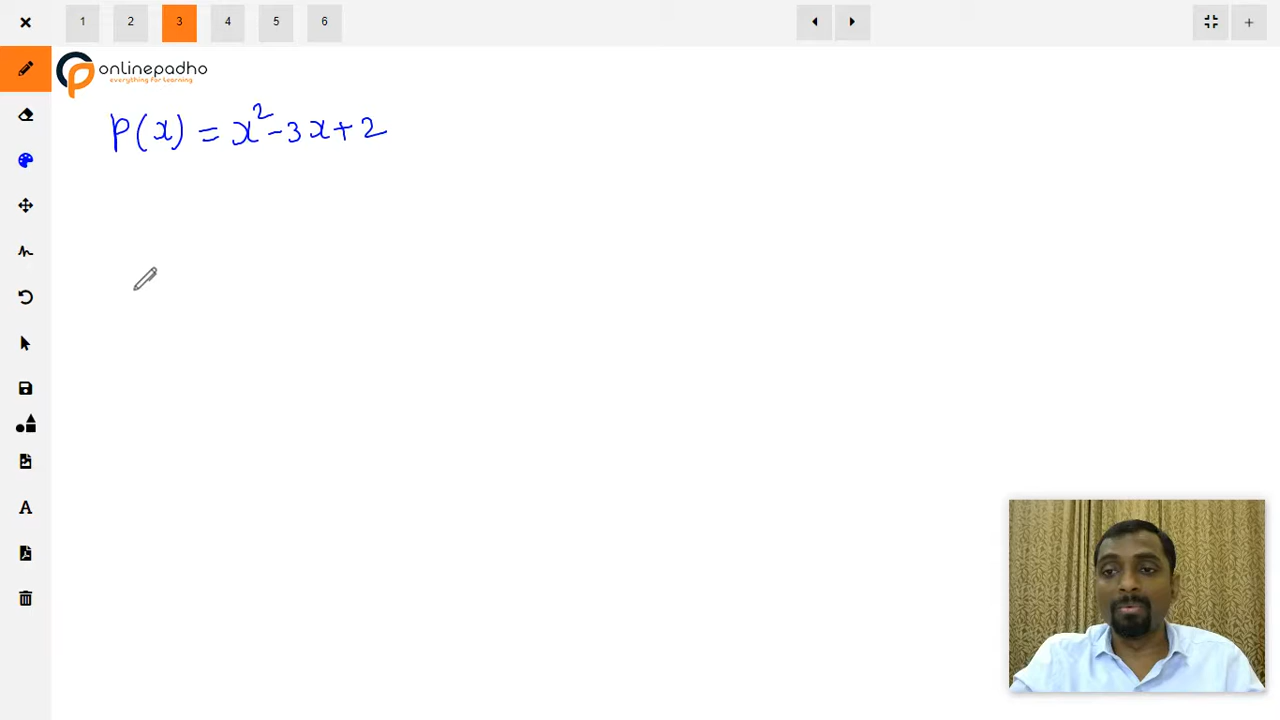 1 2 3 4 5 6
onlinepadho
everything for learning
P(x) = x²-3x+2
A